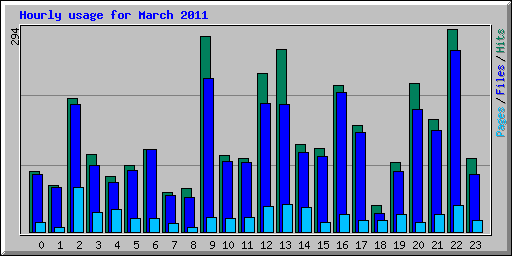 Hourly usage for March 2011
294
Pages/Files/Hits
0 1 2 3 4 5 6 7 8 9 10 11 12 13 14 15 16 17 18 19 20 21 22 23